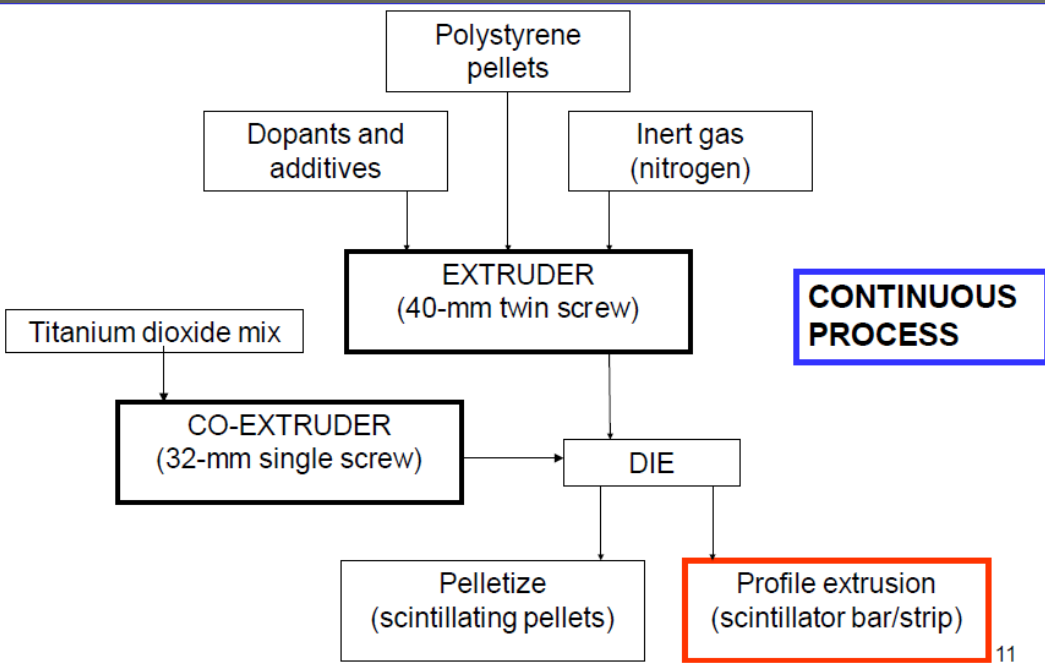 Polystyrene
pellets
Dopants and
additives
Inert gas
(nitrogen)
EXTRUDER
(40-mm twin screw)
CONTINUOUS
PROCESS
Titanium dioxide mix
CO-EXTRUDER
(32-mm single screw)
DIE
Pelletize
(scintillating pellets)
Profile extrusion
(scintillator bar/strip)
11